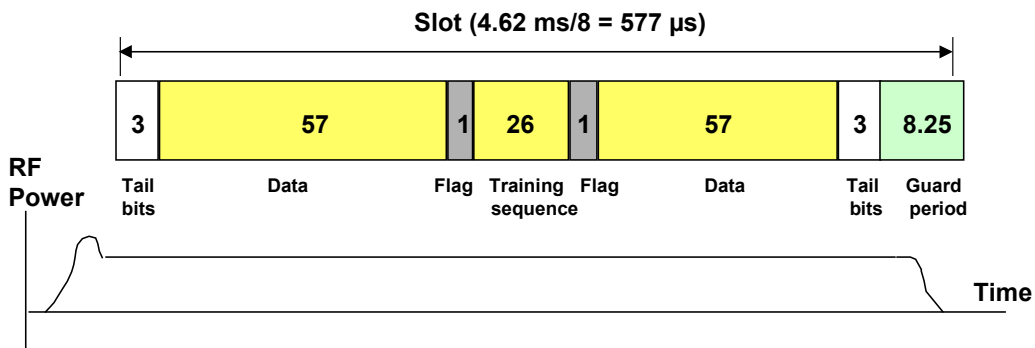 Slot (4.62 ms/8 = 577 µs)
3 57 1 26 1 57 3 8.25
RF
Power
Tail Data Flag Training Flag Data Tail Guard
bits sequence bits period
Time